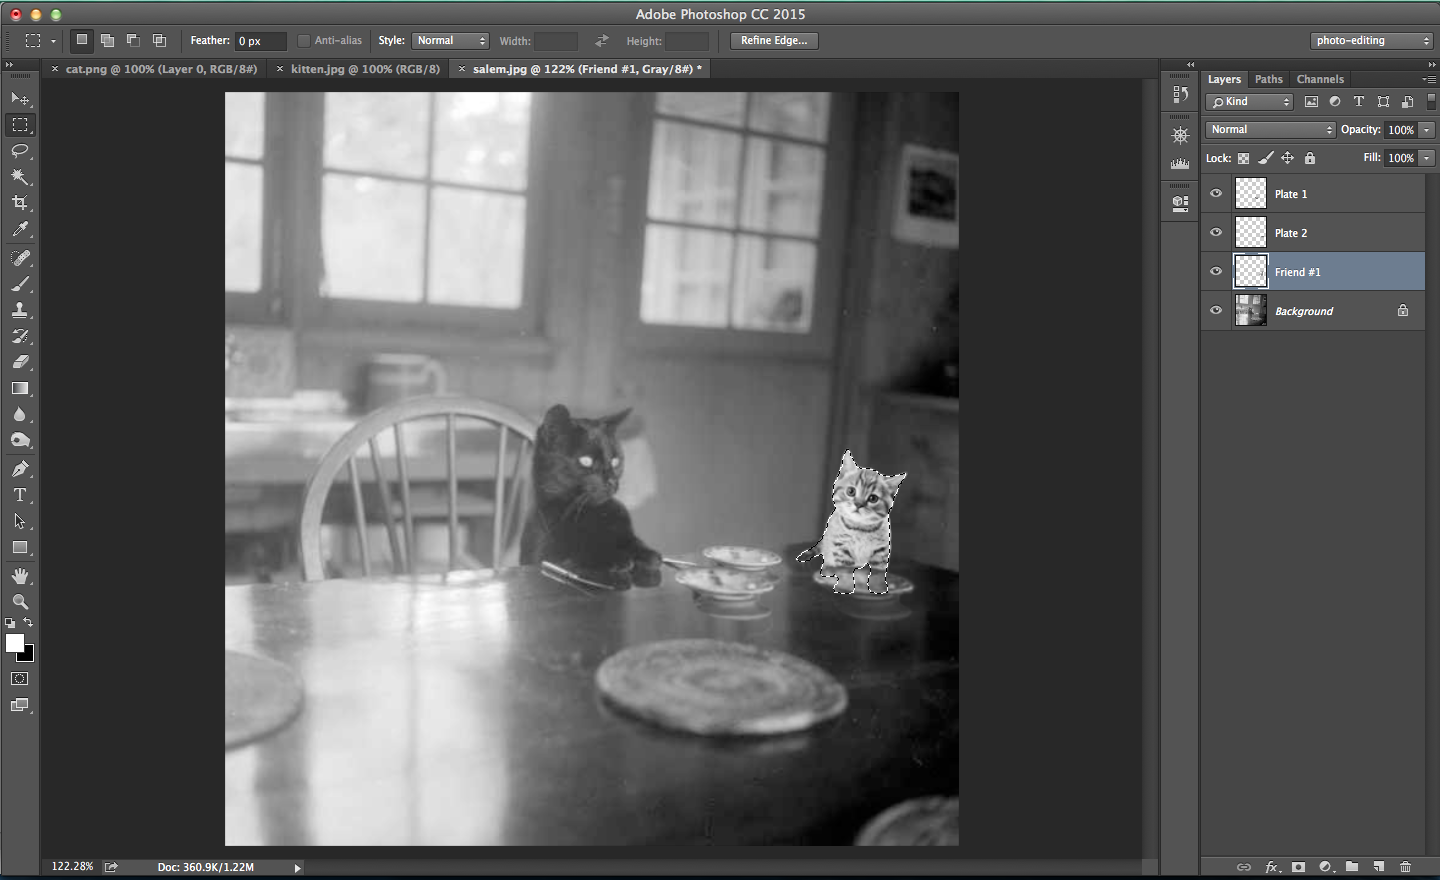 Adobe Photoshop CC 2015
Feather: 0 px Anti-alias Style: Normal Width: Height: Refine Edge... photo-editing
× cat.png @ 100% (Layer 0, RGB/8#) × kitten.jpg @ 100% (RGB/8) × salem.jpg @ 122% (Friend #1, Gray/8#) *
Layers Paths Channels
Kind
Normal Opacity: 100%
Lock: Fill: 100%
Plate 1
Plate 2
Friend #1
Background
122.28% Doc: 360.9K/1.22M